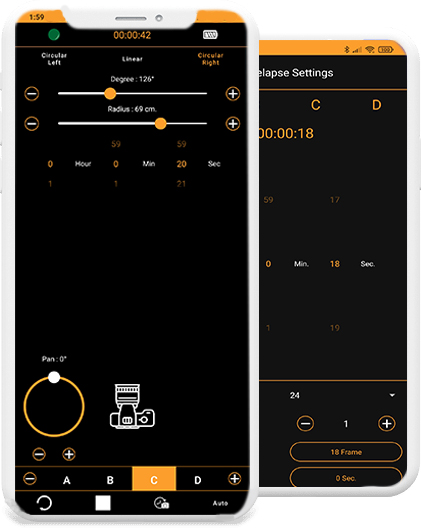 1:59
00:00:42
Circular Left
Linear
Circular Right
Degree : 126°
Radius : 69 cm.
59 59
0 Hour 0 Min 20 Sec
1 1 21
Pan : 0°
A B C D
Auto
elapse Settings
C D
00:00:18
59 17
0 Min. 18 Sec.
1 19
24
1
18 Frame
0 Sec.